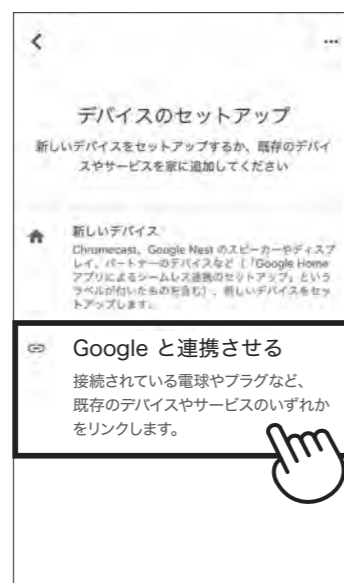 デバイスのセットアップ
新しいデバイスをセットアップするか、既存のデバイ
スやサービスを家に追加してください
新しいデバイス
Chromecast、Google Nest のスピーカーやディスプ
レイ、パートナーのデバイスなど（「Google Home
アプリによるシームレス連携のセットアップ」という
ラベルが付いたものを含む）、新しいデバイスをセッ
トアップします。
Google と連携させる
接続されている電球やプラグなど、
既存のデバイスやサービスのいずれか
をリンクします。